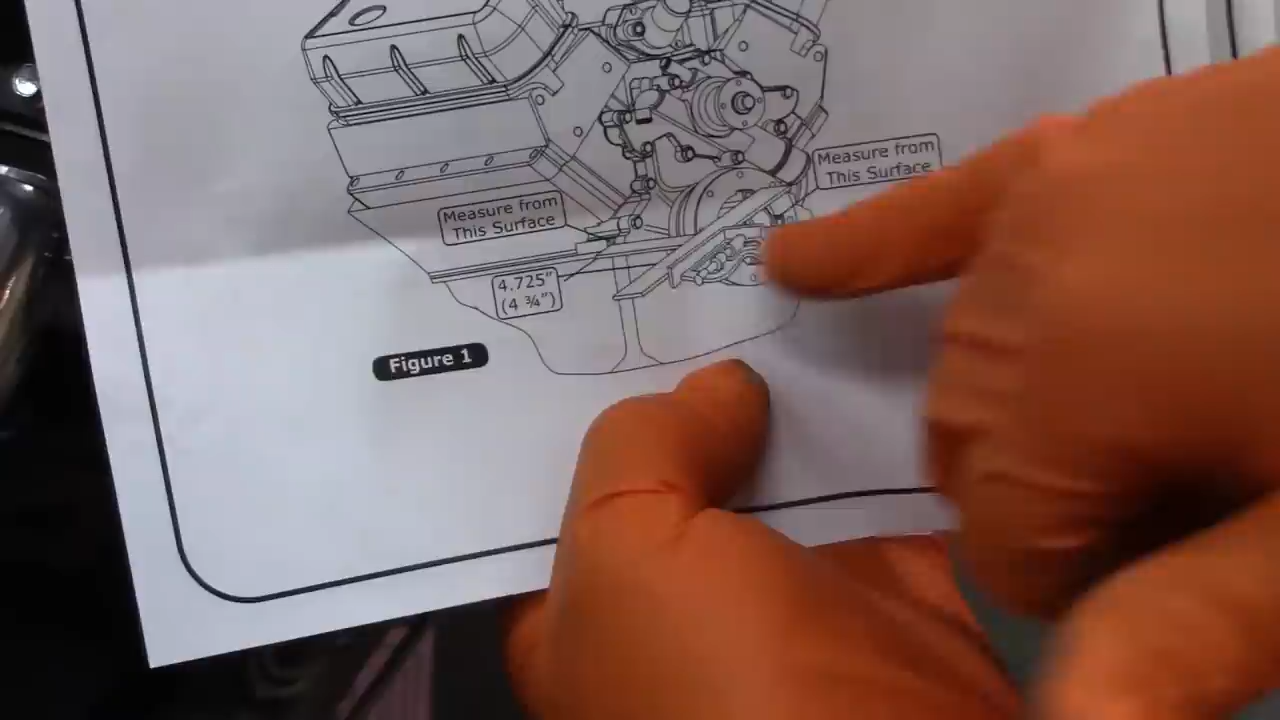 Measure from
This Surface
Measure from
This Surface
4.725"
(4 ¾")
Figure 1